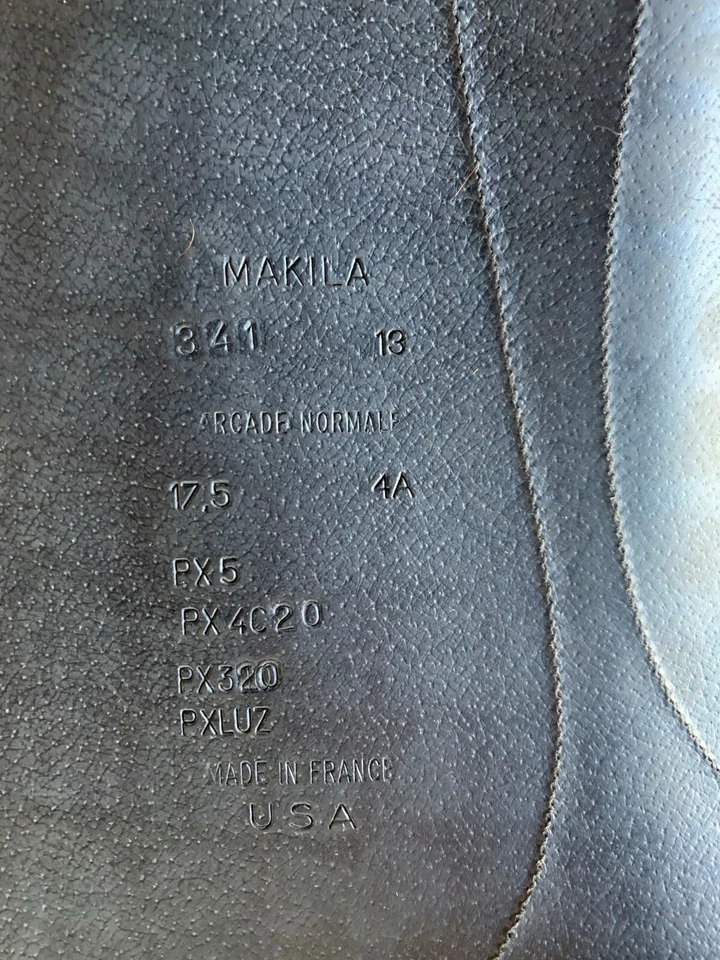 MAKILA
341 13
ARCADE NORMALE
17,5 4A
PX5
PX4C20
PX320
PXLUZ
MADE IN FRANCE
USA